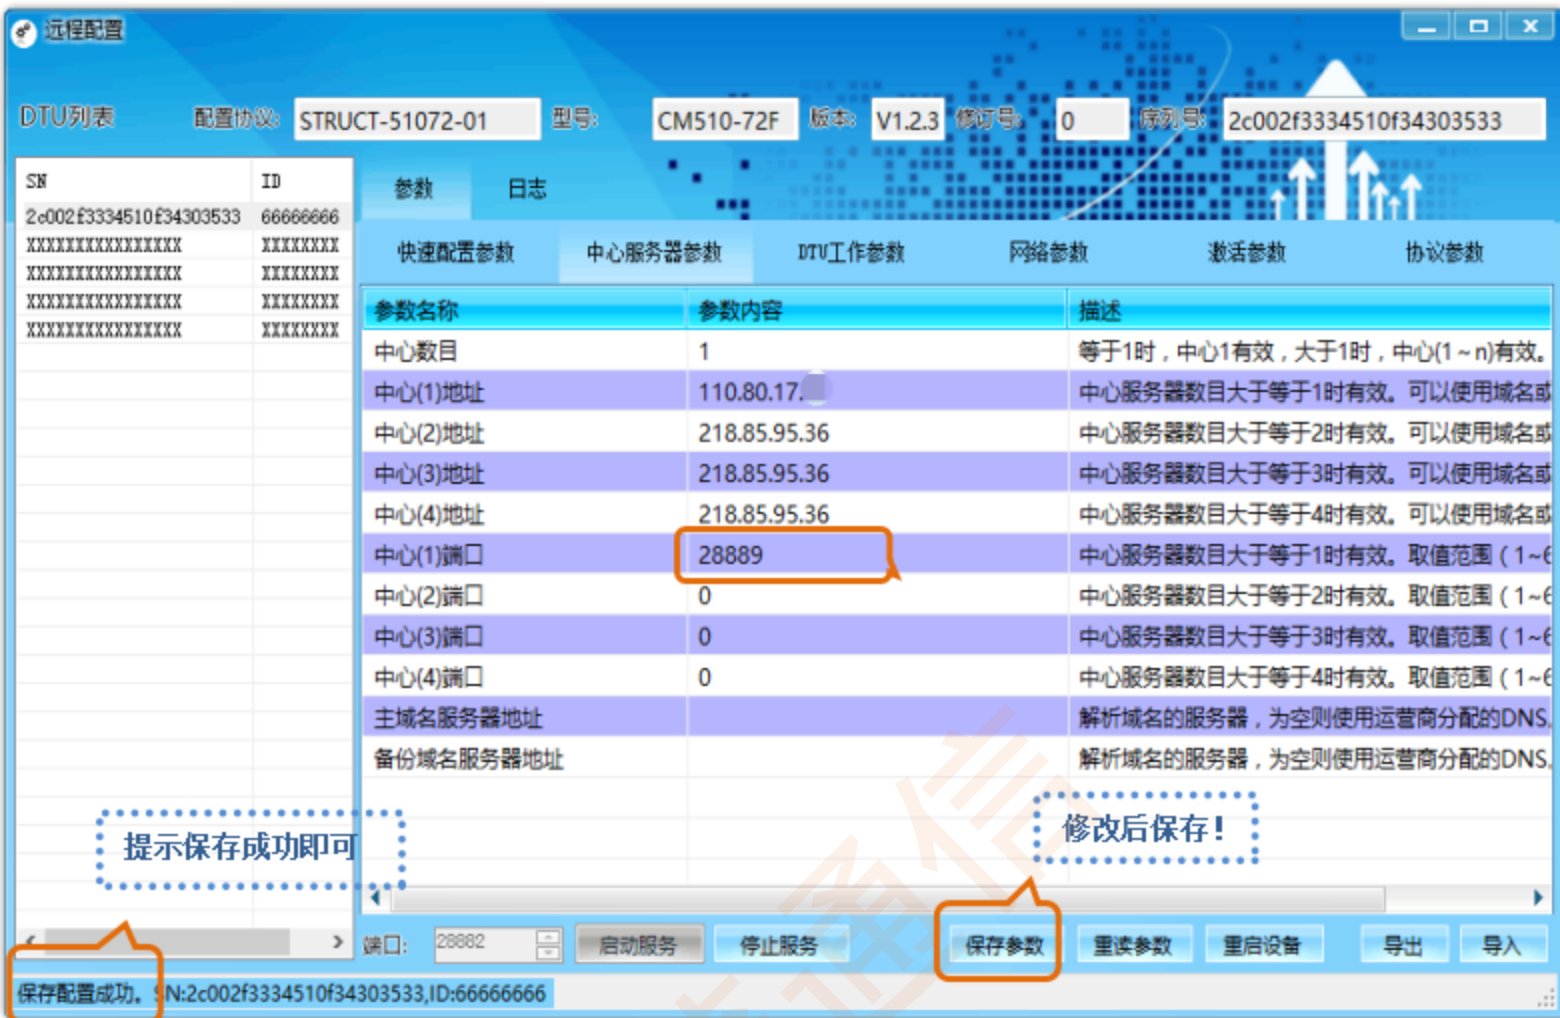 远程配置
DTU列表 配置协议: STRUCT-51072-01 型号: CM510-72F 版本: V1.2.3 修订号: 0 序列号: 2c002f3334510f34303533
SN ID
2c002f3334510f34303533 66666666
XXXXXXXXXXXXXXXX XXXXXXXX
XXXXXXXXXXXXXXXX XXXXXXXX
XXXXXXXXXXXXXXXX XXXXXXXX
XXXXXXXXXXXXXXXX XXXXXXXX
参数 日志
快速配置参数 中心服务器参数 DTU工作参数 网络参数 激活参数 协议参数
参数名称 参数内容 描述
中心数目 1 等于1时，中心1有效，大于1时，中心(1~n)有效。
中心(1)地址 110.80.17. 中心服务器数目大于等于1时有效。可以使用域名或
中心(2)地址 218.85.95.36 中心服务器数目大于等于2时有效。可以使用域名或
中心(3)地址 218.85.95.36 中心服务器数目大于等于3时有效。可以使用域名或
中心(4)地址 218.85.95.36 中心服务器数目大于等于4时有效。可以使用域名或
中心(1)端口 28889 中心服务器数目大于等于1时有效。取值范围（1~6
中心(2)端口 0 中心服务器数目大于等于2时有效。取值范围（1~6
中心(3)端口 0 中心服务器数目大于等于3时有效。取值范围（1~6
中心(4)端口 0 中心服务器数目大于等于4时有效。取值范围（1~6
主域名服务器地址 解析域名的服务器，为空则使用运营商分配的DNS.
备份域名服务器地址 解析域名的服务器，为空则使用运营商分配的DNS.
提示保存成功即可
修改后保存！
端口: 28882 启动服务 停止服务 保存参数 重读参数 重启设备 导出 导入
保存配置成功。SN:2c002f3334510f34303533,ID:66666666
通信